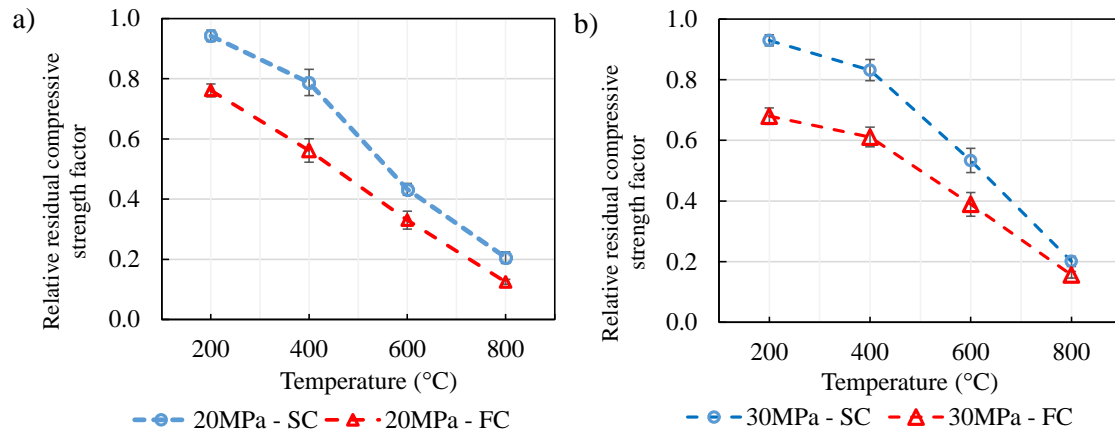 a)
Relative residual compressive
strength factor
1.0
0.8
0.6
0.4
0.2
0.0
200 400 600 800
Temperature (°C)
20MPa - SC 20MPa - FC
b)
Relative residual compressive
strength factor
1.0
0.8
0.6
0.4
0.2
0.0
200 400 600 800
Temperature (°C)
30MPa - SC 30MPa - FC